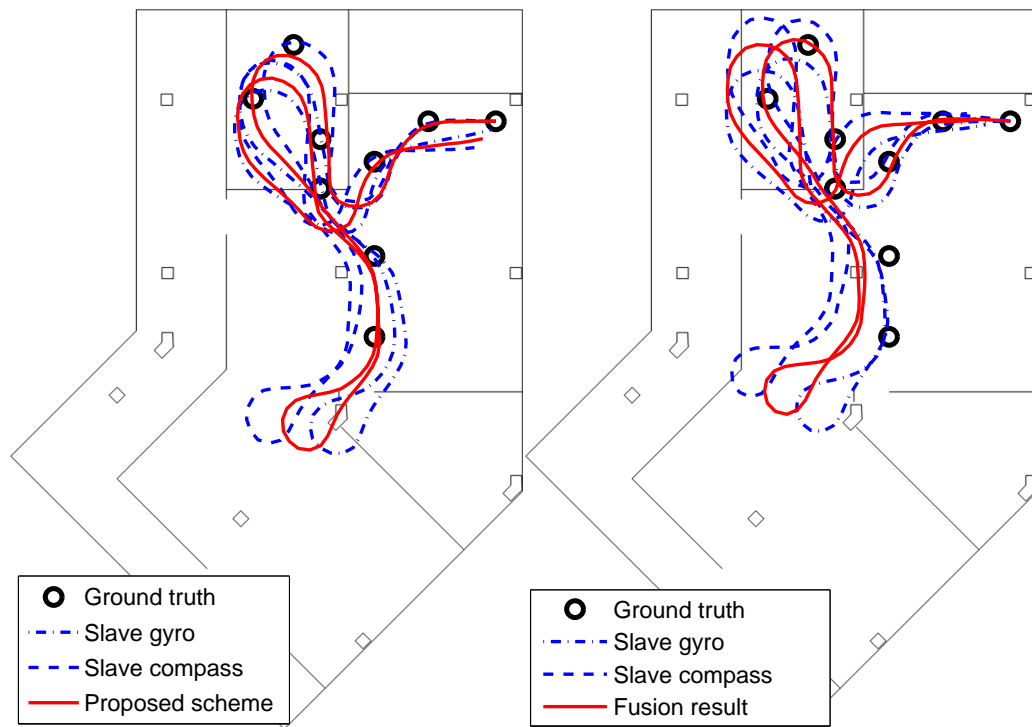 Ground truth
Slave gyro
Slave compass
Proposed scheme
Ground truth
Slave gyro
Slave compass
Fusion result